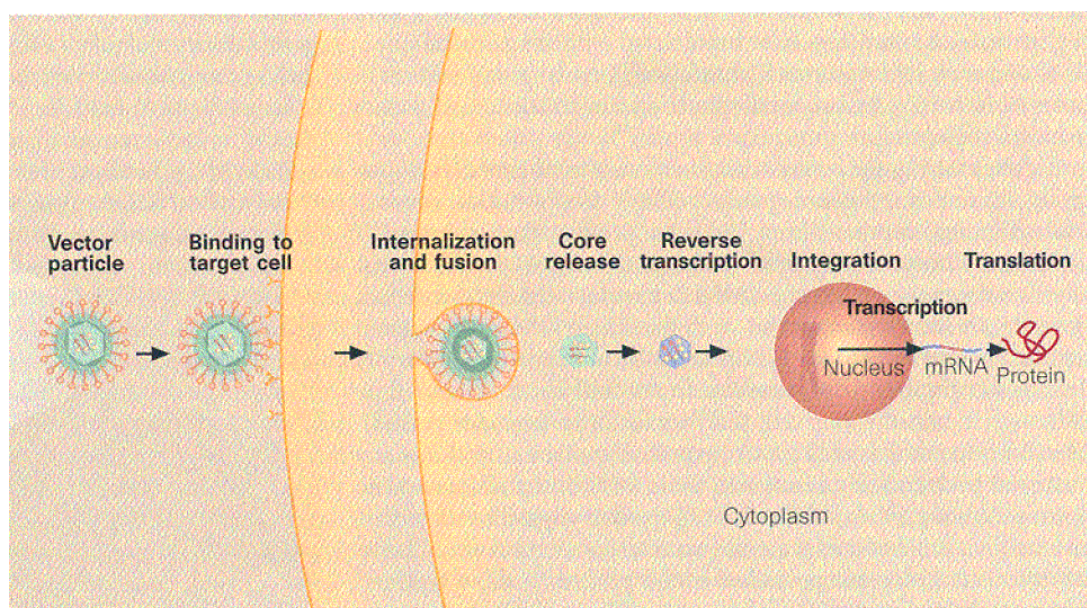 Vector
particle
Binding to
target cell
Internalization
and fusion
Core
release
Reverse
transcription
Integration
Translation
Transcription
Nucleus
mRNA
Protein
Cytoplasm